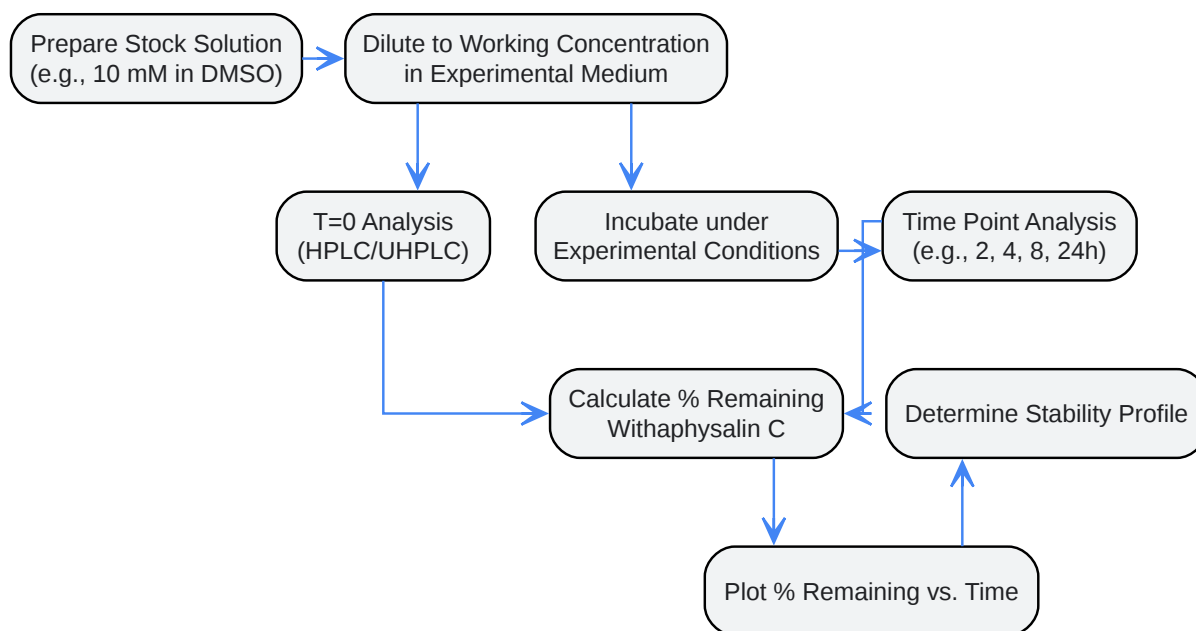 Prepare Stock Solution
(e.g., 10 mM in DMSO)
Dilute to Working Concentration
in Experimental Medium
T=0 Analysis
(HPLC/UHPLC)
Incubate under
Experimental Conditions
Time Point Analysis
(e.g., 2, 4, 8, 24h)
Calculate % Remaining
Withaphysalin C
Determine Stability Profile
Plot % Remaining vs. Time